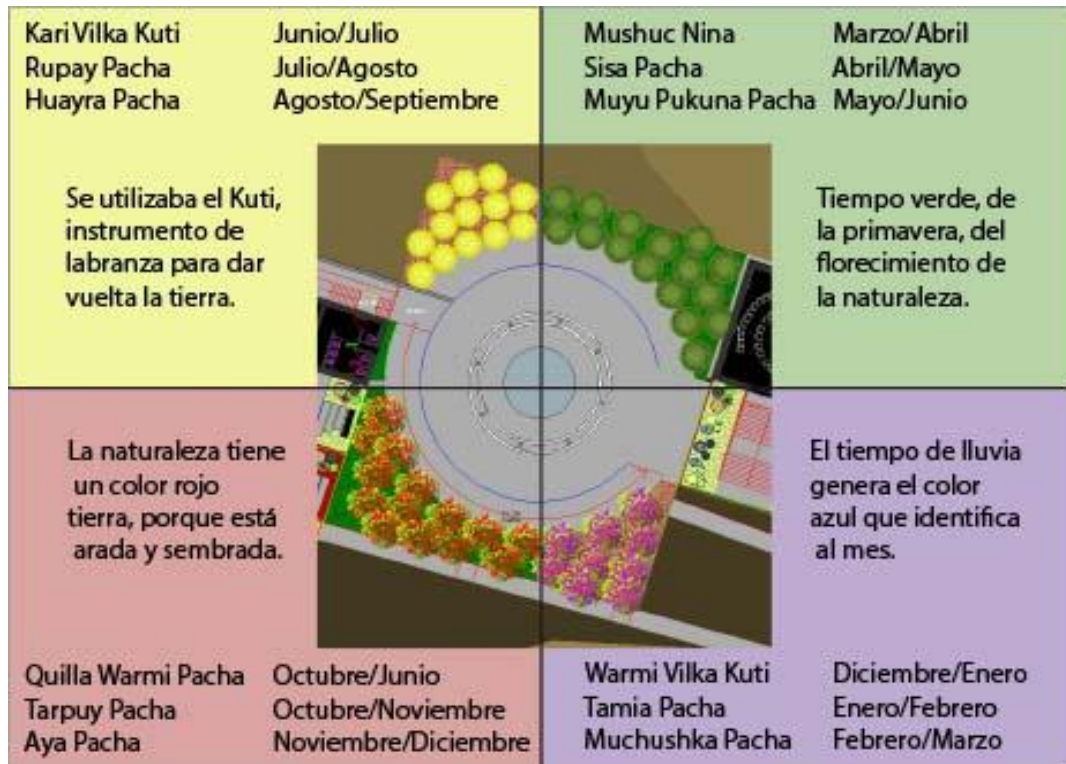 Kari Vilka Kuti Junio/Julio
Rupay Pacha Julio/Agosto
Huayra Pacha Agosto/Septiembre
Se utilizaba el Kuti,
instrumento de
labranza para dar
vuelta la tierra.
Mushuc Nina Marzo/Abril
Sisa Pacha Abril/Mayo
Muyu Pukuna Pacha Mayo/Junio
Tiempo verde, de
la primavera, del
florecimiento de
la naturaleza.
La naturaleza tiene
un color rojo
tierra, porque está
arada y sembrada.
Quilla Warmi Pacha Octubre/Junio
Tarpuy Pacha Octubre/Noviembre
Aya Pacha Noviembre/Diciembre
El tiempo de lluvia
genera el color
azul que identifica
al mes.
Warmi Vilka Kuti Diciembre/Enero
Tamia Pacha Enero/Febrero
Muchushka Pacha Febrero/Marzo